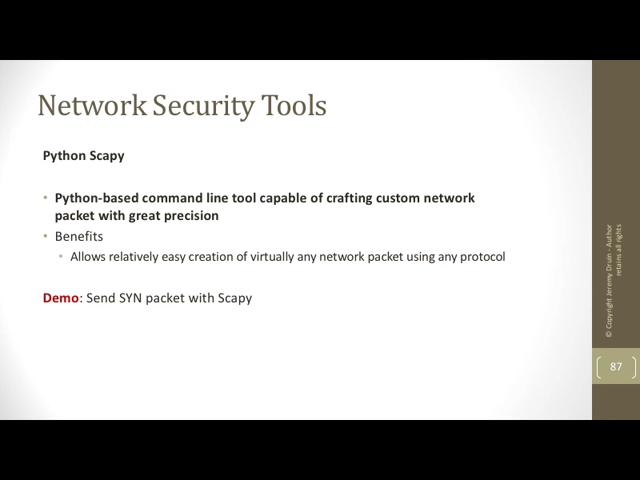 Network Security Tools
Python Scapy
• Python-based command line tool capable of crafting custom network
packet with great precision
• Benefits
• Allows relatively easy creation of virtually any network packet using any protocol
Demo: Send SYN packet with Scapy
© Copyright Jeremy Druin - Author
retains all rights
87